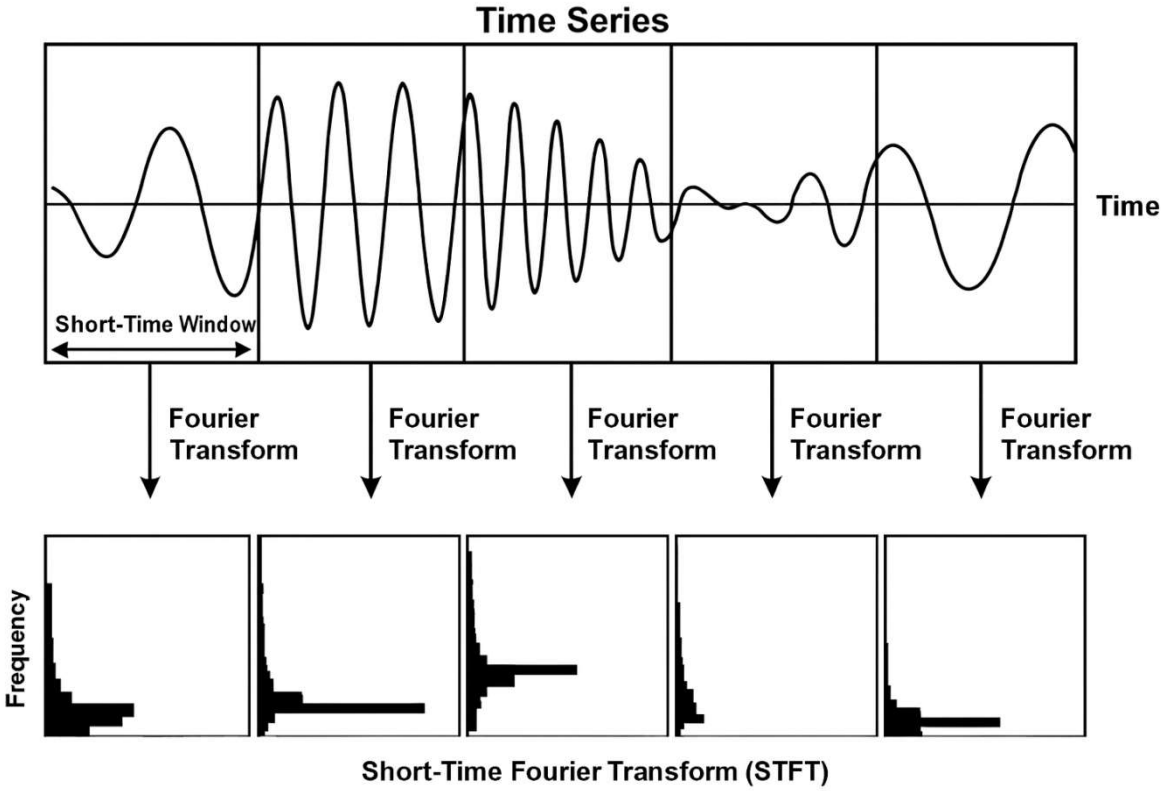 Time Series
Time
Short-Time Window
Fourier
Transform
Fourier
Transform
Fourier
Transform
Fourier
Transform
Fourier
Transform
Frequency
Short-Time Fourier Transform (STFT)